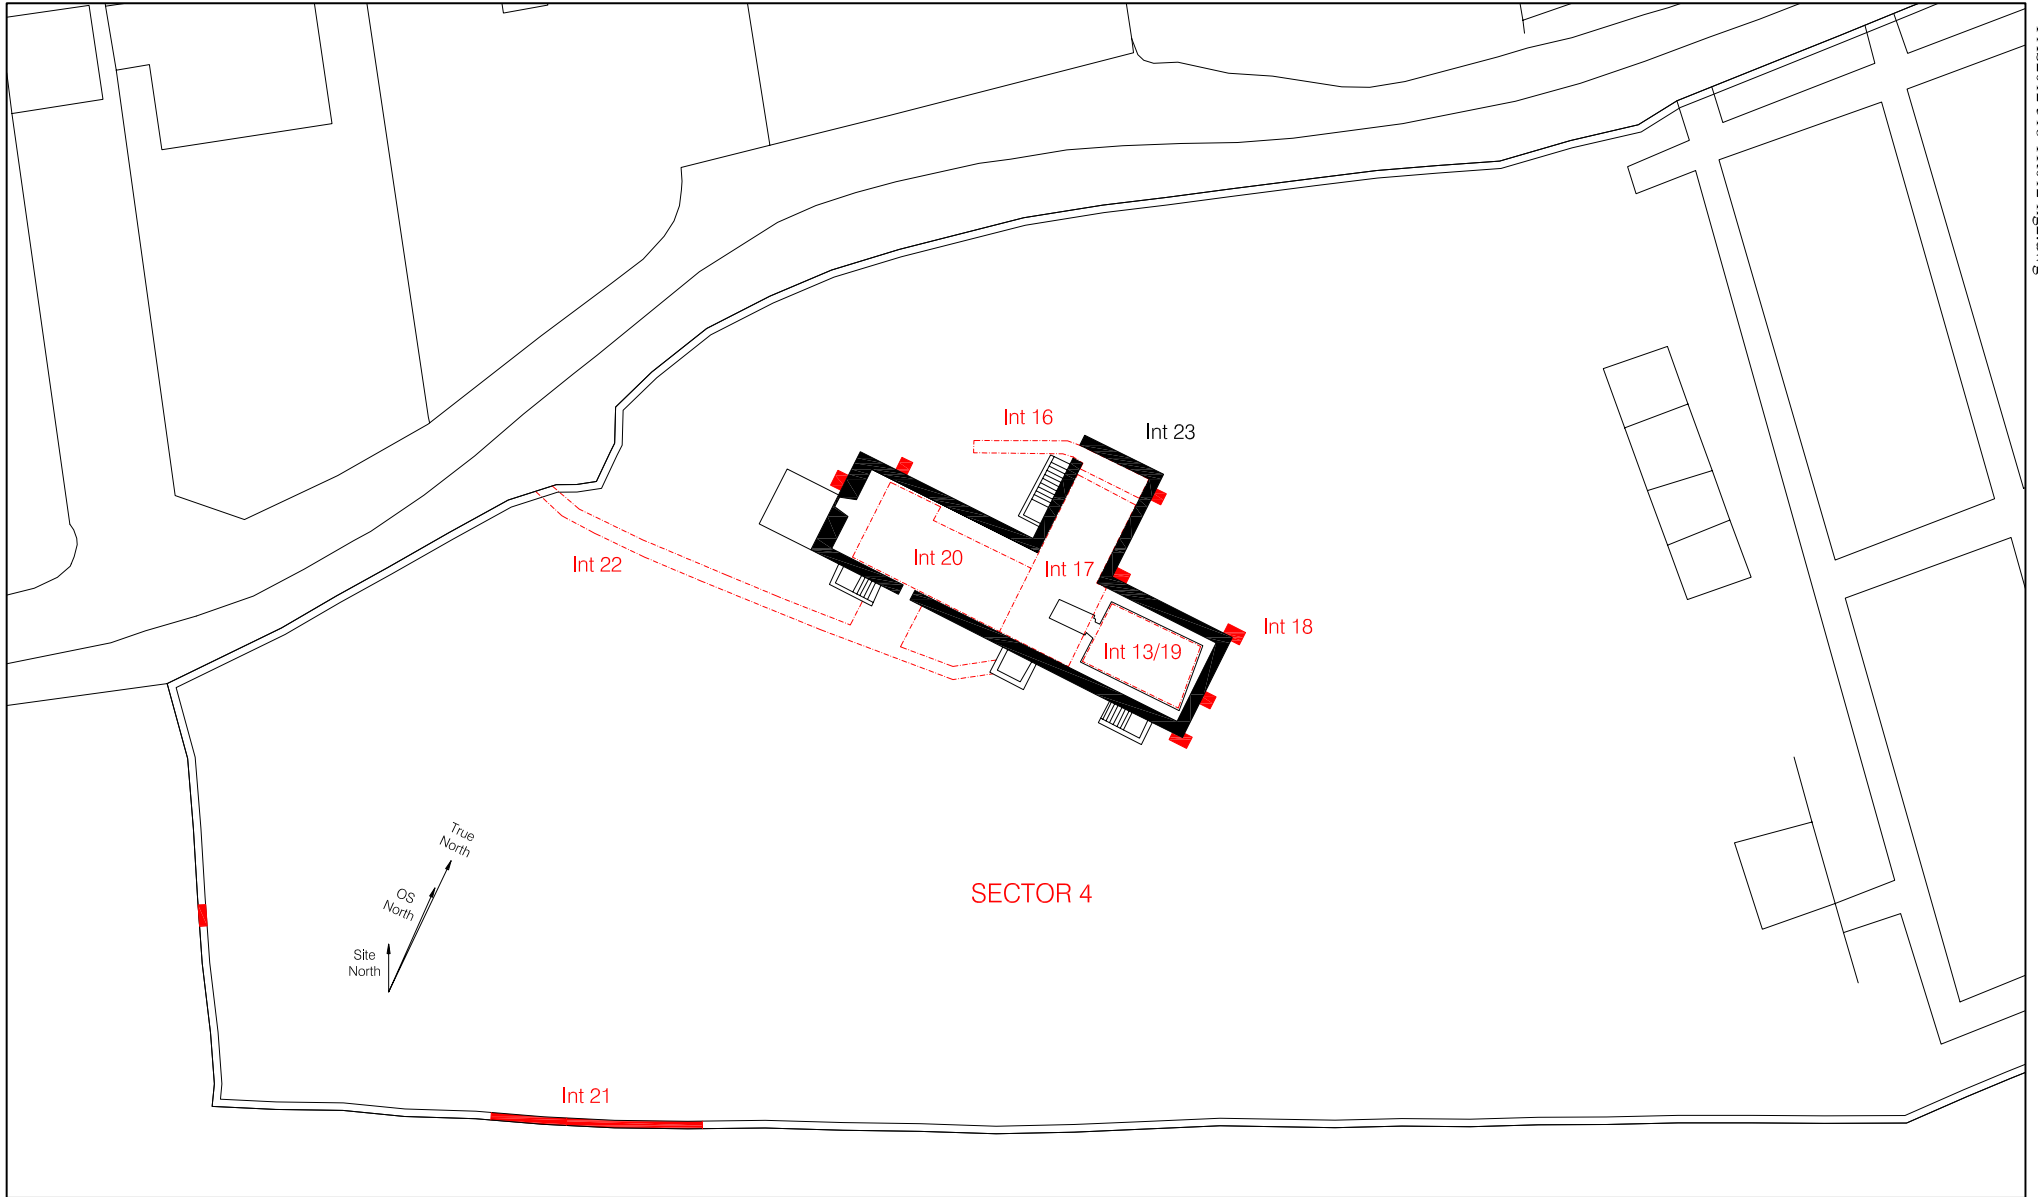 Int 16
Int 23
Int 22
Int 20
Int 17
Int 18
Int 13/19
True
North
OS
North
Site
North
SECTOR 4
Int 21